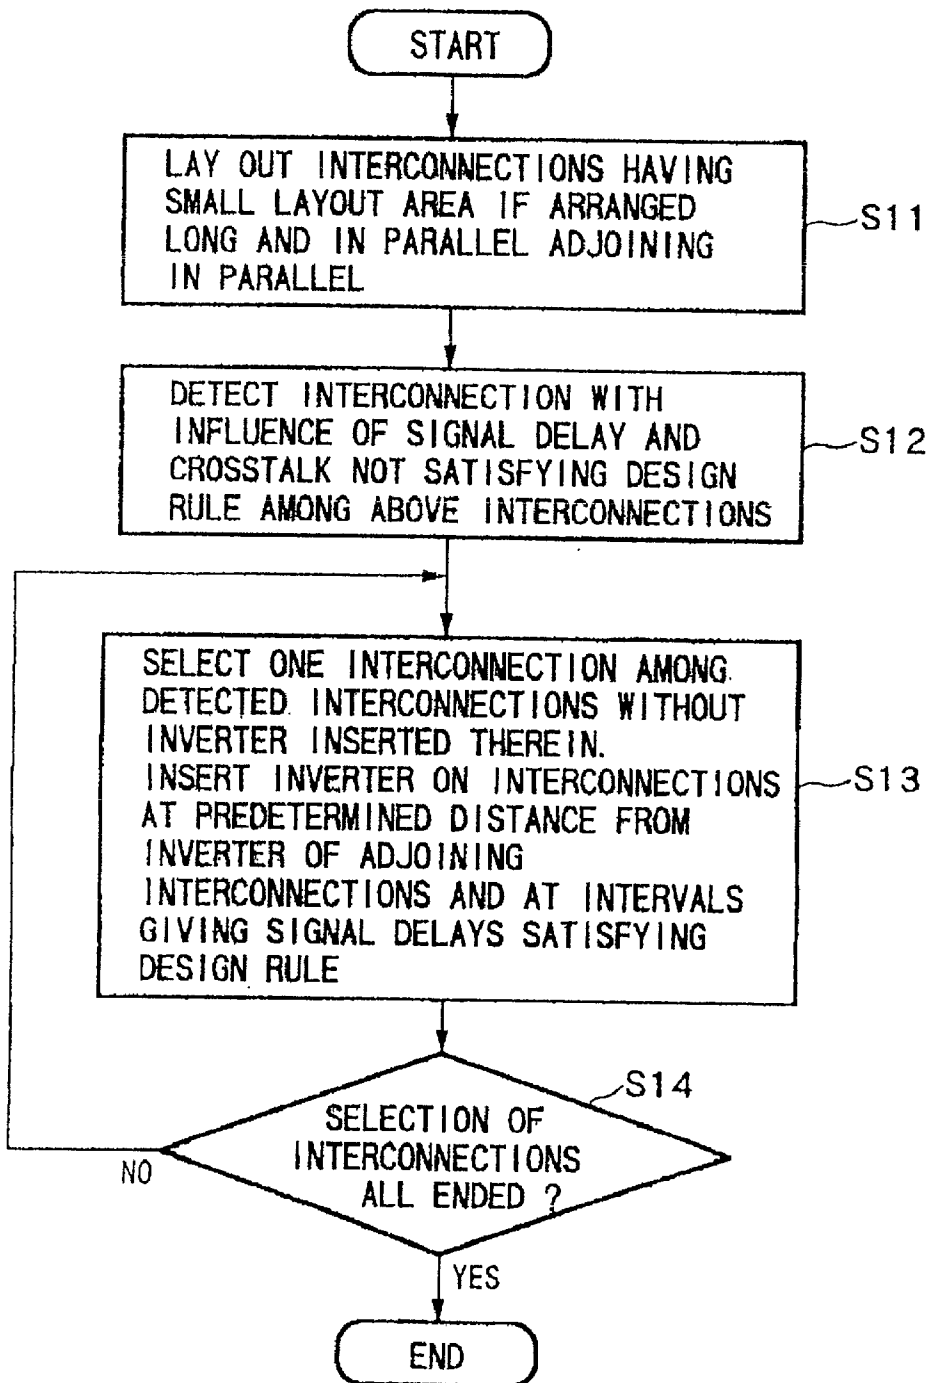 START
LAY OUT INTERCONNECTIONS HAVING
SMALL LAYOUT AREA IF ARRANGED
LONG AND IN PARALLEL ADJOINING
IN PARALLEL
S11
DETECT INTERCONNECTION WITH
INFLUENCE OF SIGNAL DELAY AND
CROSSTALK NOT SATISFYING DESIGN
RULE AMONG ABOVE INTERCONNECTIONS
S12
SELECT ONE INTERCONNECTION AMONG
DETECTED INTERCONNECTIONS WITHOUT
INVERTER INSERTED THEREIN.
INSERT INVERTER ON INTERCONNECTIONS
AT PREDETERMINED DISTANCE FROM
INVERTER OF ADJOINING
INTERCONNECTIONS AND AT INTERVALS
GIVING SIGNAL DELAYS SATISFYING
DESIGN RULE
S13
S14
SELECTION OF
INTERCONNECTIONS
ALL ENDED ?
NO
YES
END